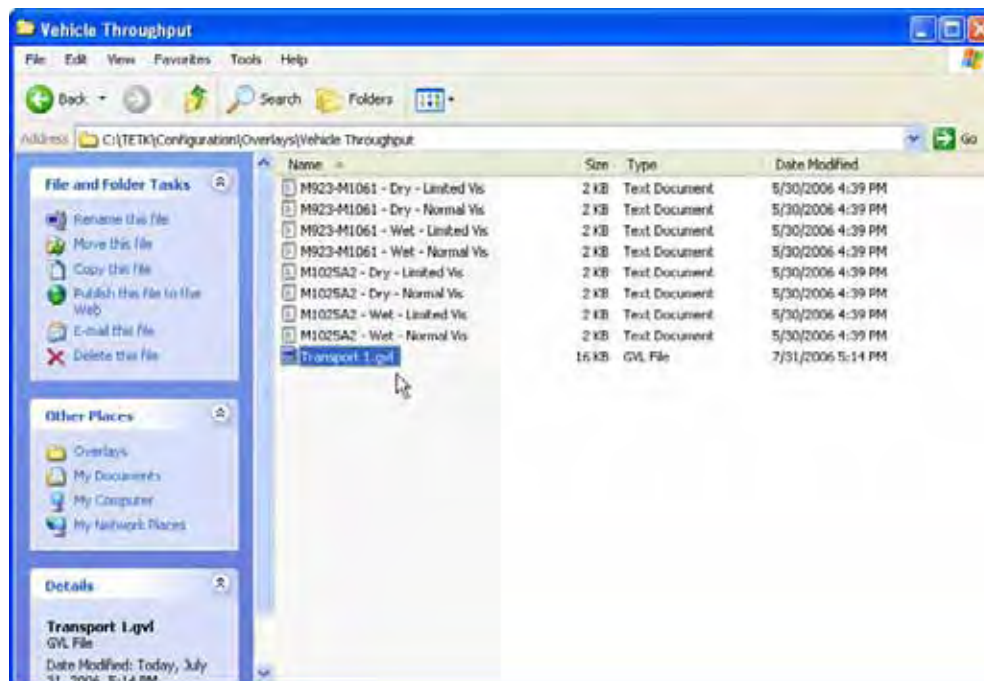 Vehicle Throughput
File Edit View Favorites Tools Help
Back Search Folders
Address C:\TETK\Configuration\Overlays\Vehicle Throughput Go
Name Size Type Date Modified
M923-M1061 - Dry - Limited Vis 2 KB Text Document 5/30/2006 4:39 PM
M923-M1061 - Dry - Normal Vis 2 KB Text Document 5/30/2006 4:39 PM
M923-M1061 - Wet - Limited Vis 2 KB Text Document 5/30/2006 4:39 PM
M923-M1061 - Wet - Normal Vis 2 KB Text Document 5/30/2006 4:39 PM
M1025A2 - Dry - Limited Vis 2 KB Text Document 5/30/2006 4:39 PM
M1025A2 - Dry - Normal Vis 2 KB Text Document 5/30/2006 4:39 PM
M1025A2 - Wet - Limited Vis 2 KB Text Document 5/30/2006 4:39 PM
M1025A2 - Wet - Normal Vis 2 KB Text Document 5/30/2006 4:39 PM
Transport 1.gvl 16 KB GVL File 7/31/2006 5:14 PM
File and Folder Tasks
Rename this file
Move this file
Copy this file
Publish this file to the
Web
E-mail this file
Delete this file
Other Places
Overlays
My Documents
My Computer
My Network Places
Details
Transport 1.gvl
GVL File
Date Modified: Today, July
31, 2006, 5:14 PM